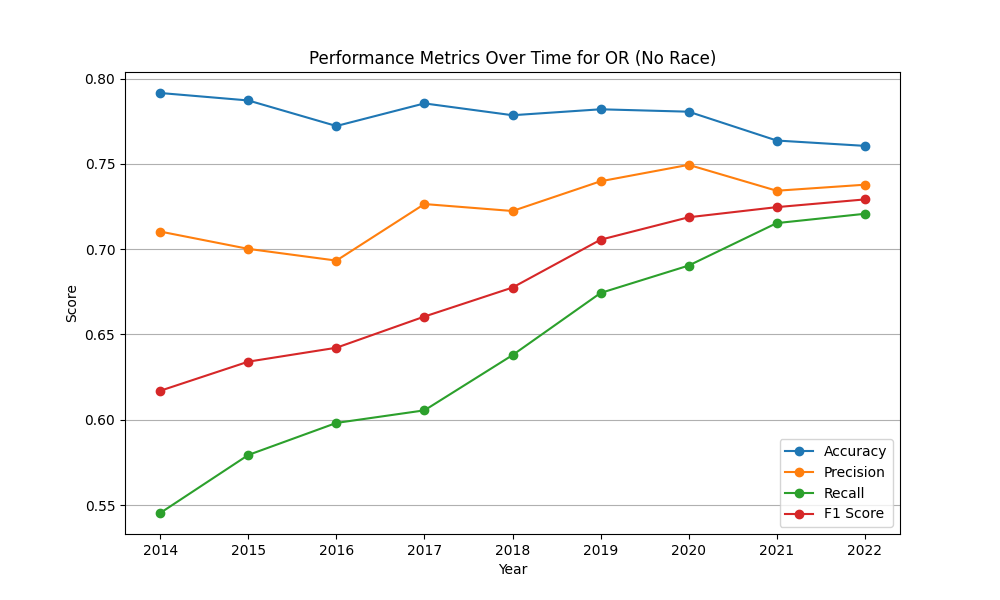 Performance Metrics Over Time for OR (No Race)
Score
0.80
0.75
0.70
0.65
0.60
0.55
Accuracy
Precision
Recall
F1 Score
2014 2015 2016 2017 2018 2019 2020 2021 2022
Year